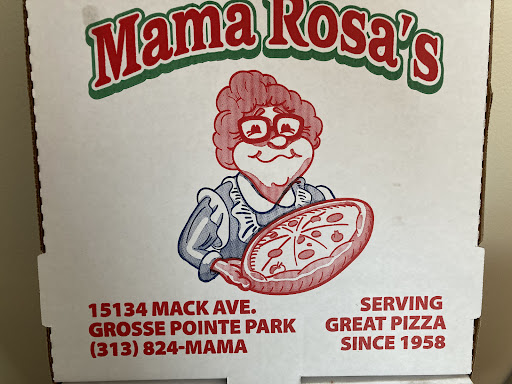 Mama Rosa's
15134 MACK AVE.
GROSSE POINTE PARK
(313) 824-MAMA
SERVING
GREAT PIZZA
SINCE 1958